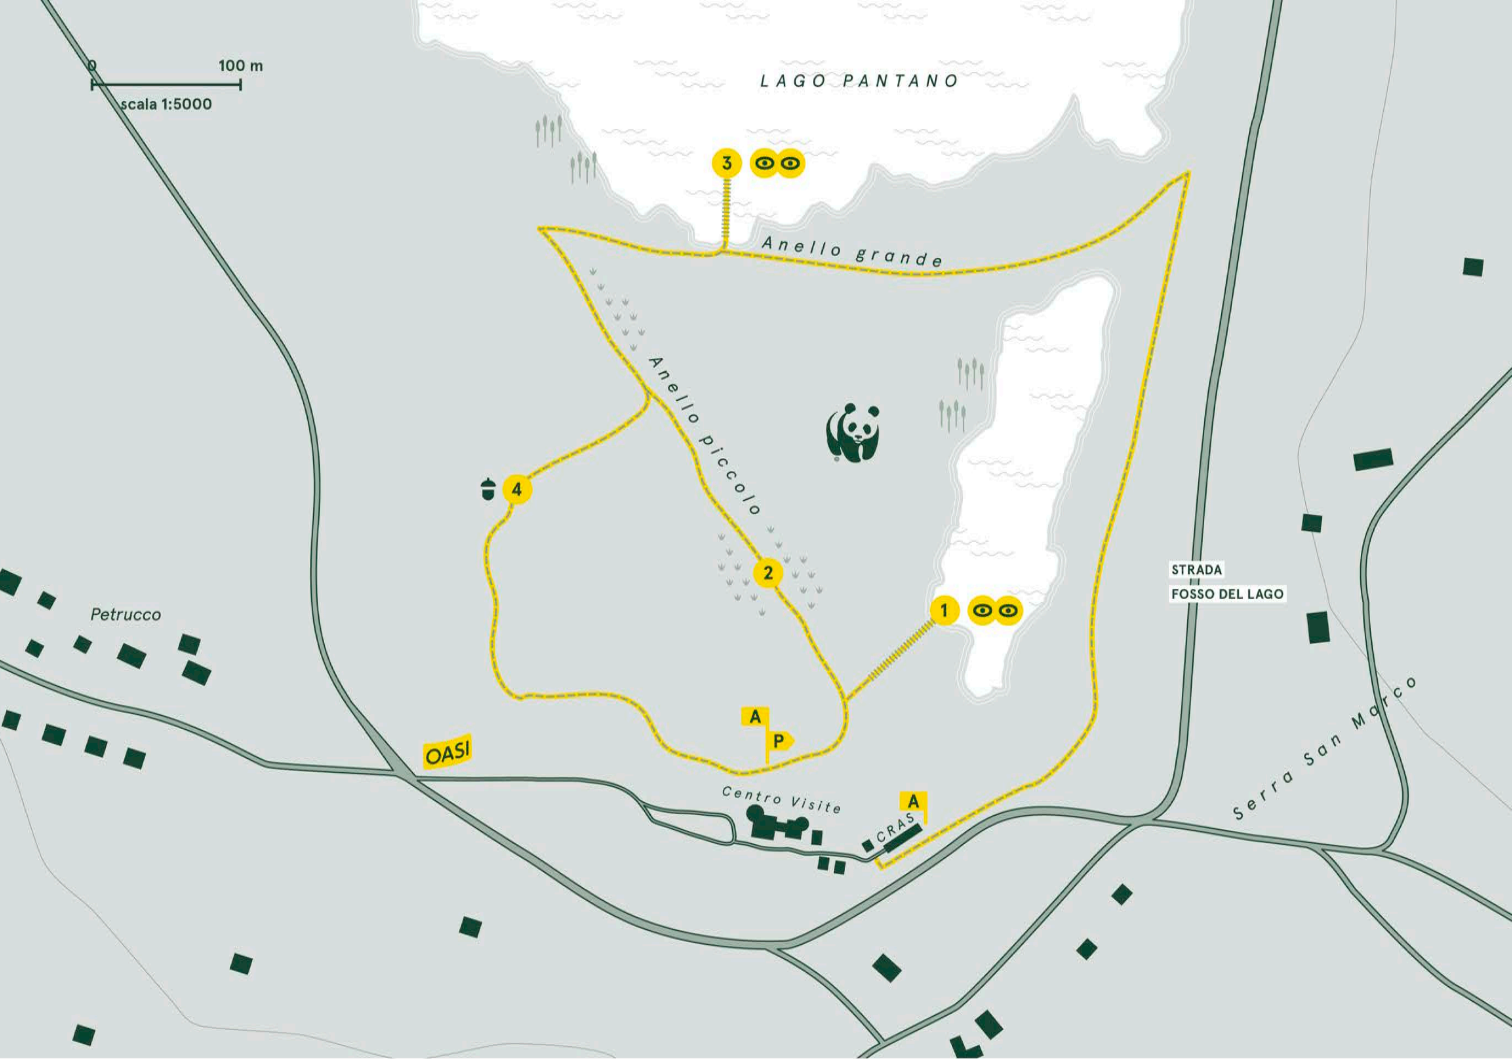 0 100 m
scala 1:5000
LAGO PANTANO
3
Anello grande
Anello piccolo
4
2
1
STRADA
FOSSO DEL LAGO
Petrucco
A
P
OASI
Centro Visite
A
CRAS
Serra San Marco